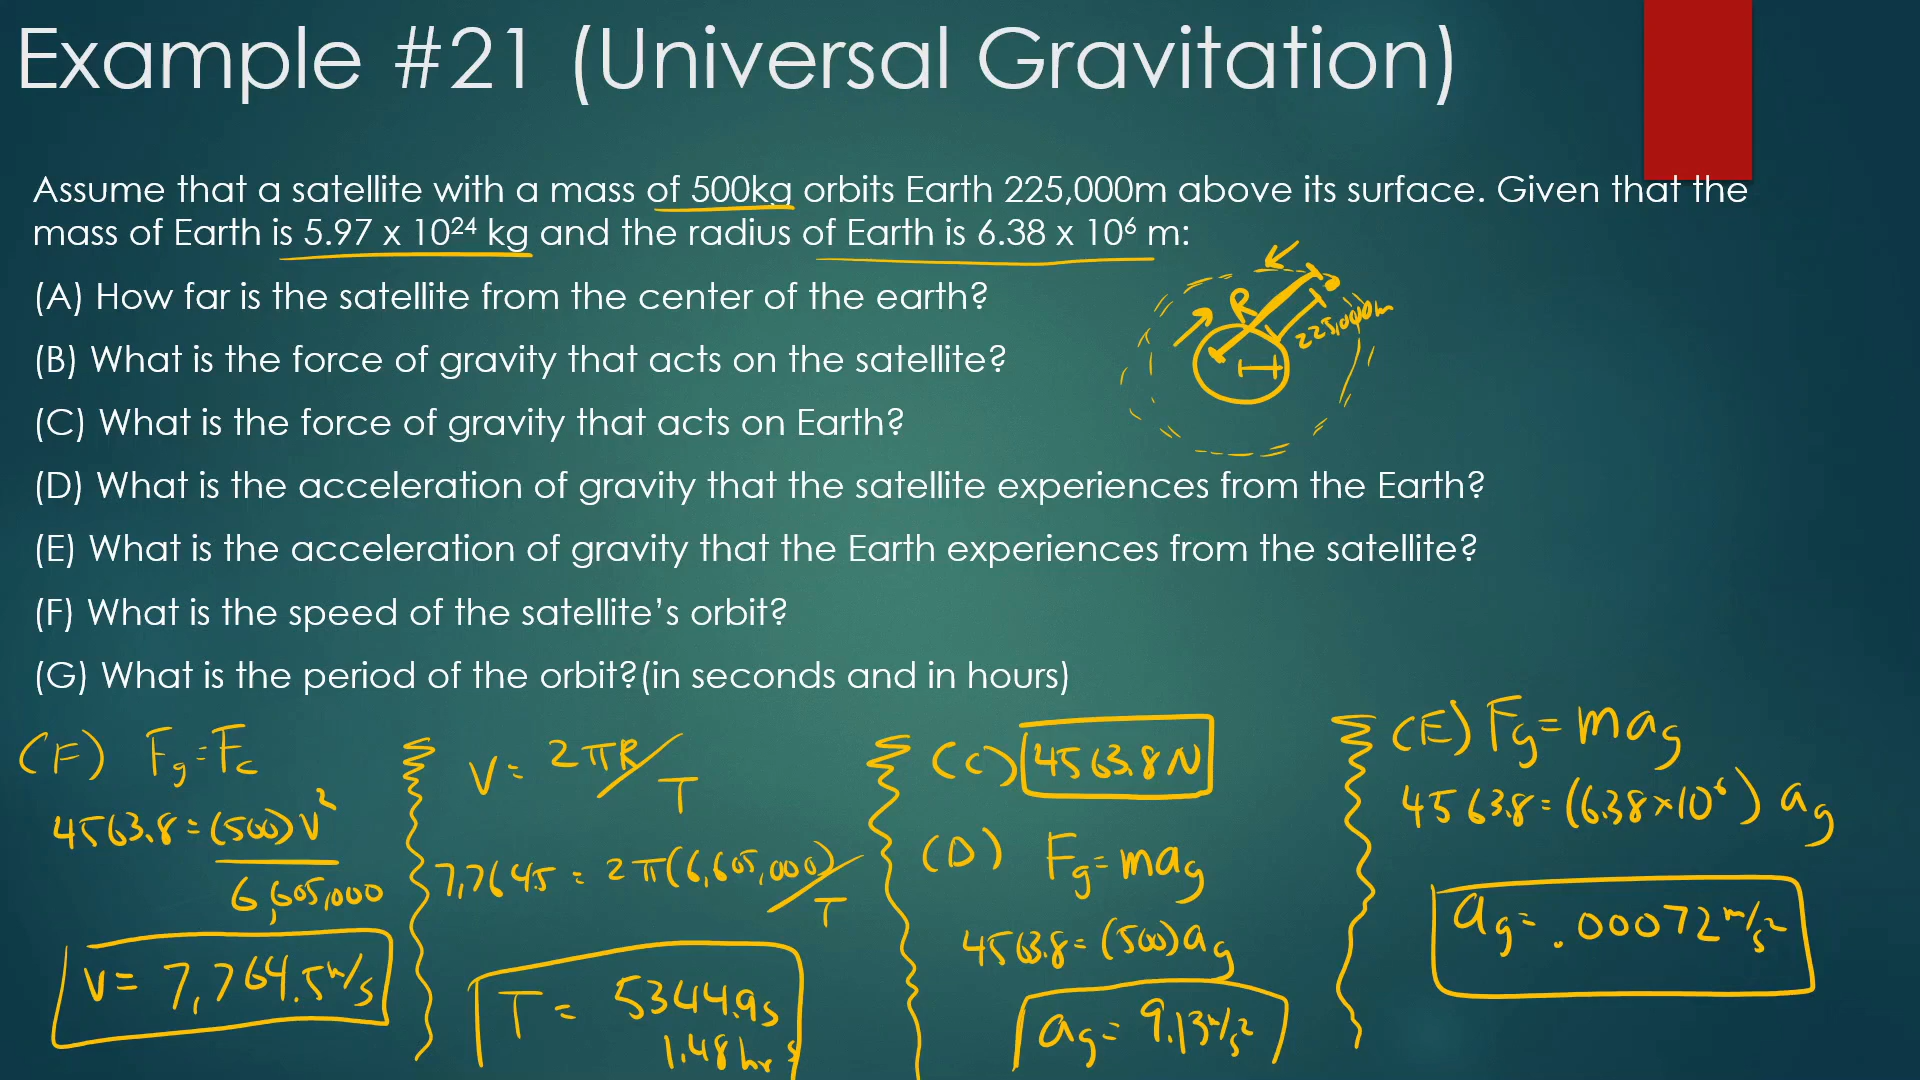 Example #21 (Universal Gravitation)
Assume that a satellite with a mass of 500kg orbits Earth 225,000m above its surface. Given that the
mass of Earth is 5.97 x 10²⁴ kg and the radius of Earth is 6.38 x 10⁶ m:
(A) How far is the satellite from the center of the earth?
(B) What is the force of gravity that acts on the satellite?
(C) What is the force of gravity that acts on Earth?
(D) What is the acceleration of gravity that the satellite experiences from the Earth?
(E) What is the acceleration of gravity that the Earth experiences from the satellite?
(F) What is the speed of the satellite's orbit?
(G) What is the period of the orbit?(in seconds and in hours)
R
225,000m
(F) Fg = Fc
4563.8 = (500)v²
6,605,000
v = 7,764.5 m/s
V = 2πR/T
7,764.5 = 2π(6,605,000)/T
T = 5344.9s
1.48 hrs
(C) 4563.8N
(D) Fg = mag
4563.8 = (500)ag
ag = 9.13 m/s²
(E) Fg = mag
4563.8 = (6.38×10⁶) ag
ag = .00072 m/s²